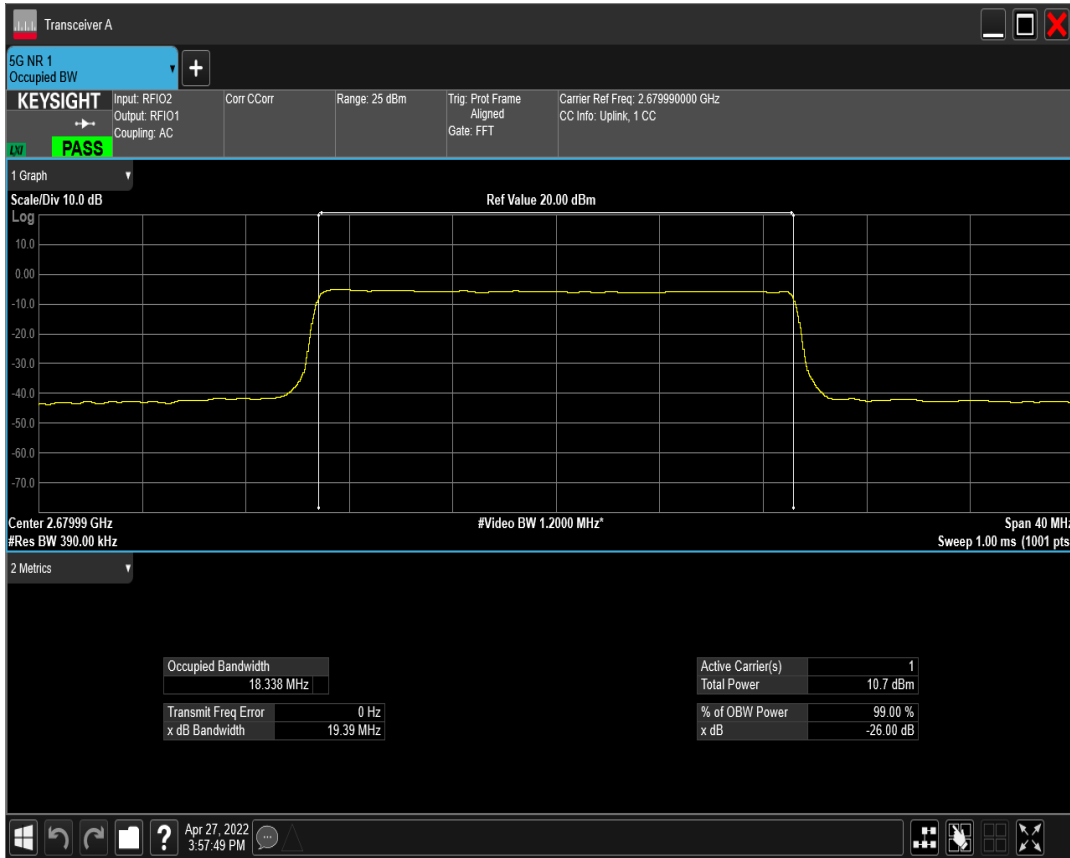 Transceiver A
5G NR 1
Occupied BW
KEYSIGHT
LXI
PASS
Input: RFIO2
Output: RFIO1
Coupling: AC
Corr CCorr
Range: 25 dBm
Trig: Prot Frame
Aligned
Gate: FFT
Carrier Ref Freq: 2.679990000 GHz
CC Info: Uplink, 1 CC
1 Graph
Scale/Div 10.0 dB
Ref Value 20.00 dBm
Log
10.0
0.00
-10.0
-20.0
-30.0
-40.0
-50.0
-60.0
-70.0
Center 2.67999 GHz
#Video BW 1.2000 MHz*
Span 40 MHz
#Res BW 390.00 kHz
Sweep 1.00 ms (1001 pts
2 Metrics
Occupied Bandwidth
18.338 MHz
Transmit Freq Error 0 Hz
x dB Bandwidth 19.39 MHz
Active Carrier(s) 1
Total Power 10.7 dBm
% of OBW Power 99.00 %
x dB -26.00 dB
?
Apr 27, 2022
3:57:49 PM